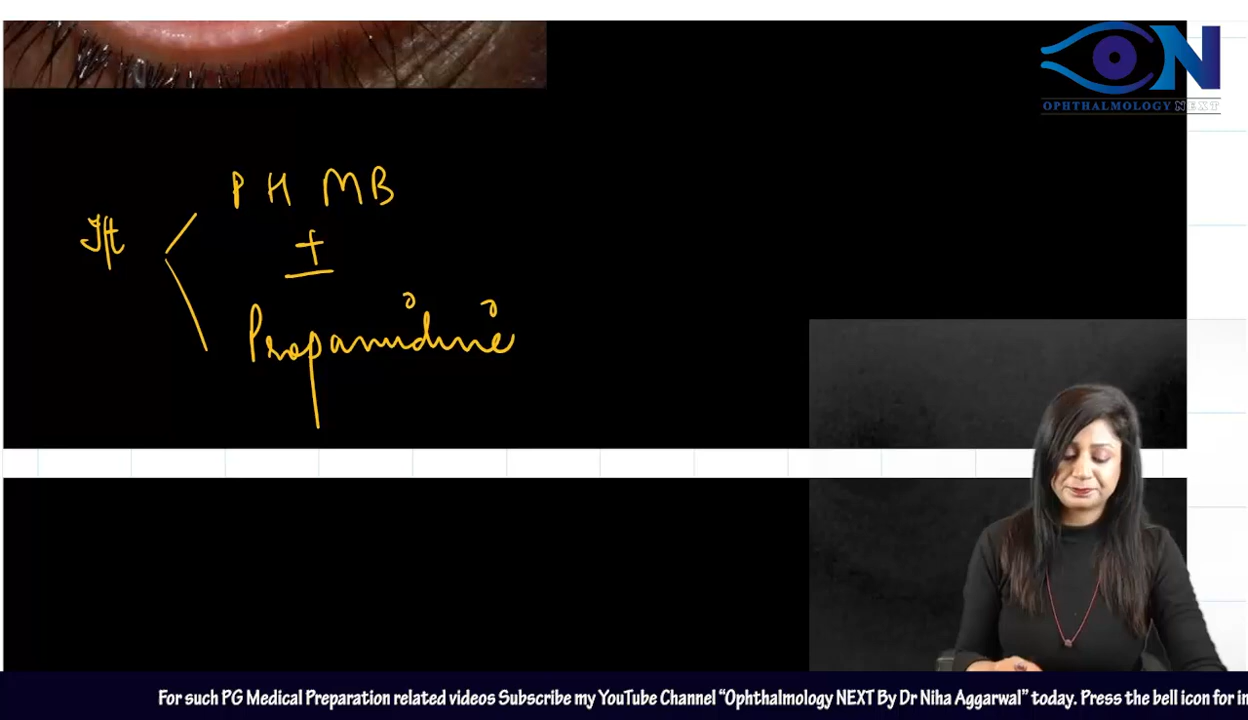 ON
OPHTHALMOLOGY NEXT
PHMB
T/t
+
Propamidine
For such PG Medical Preparation related videos Subscribe my YouTube Channel “Ophthalmology NEXT By Dr Niha Aggarwal” today. Press the bell icon for in